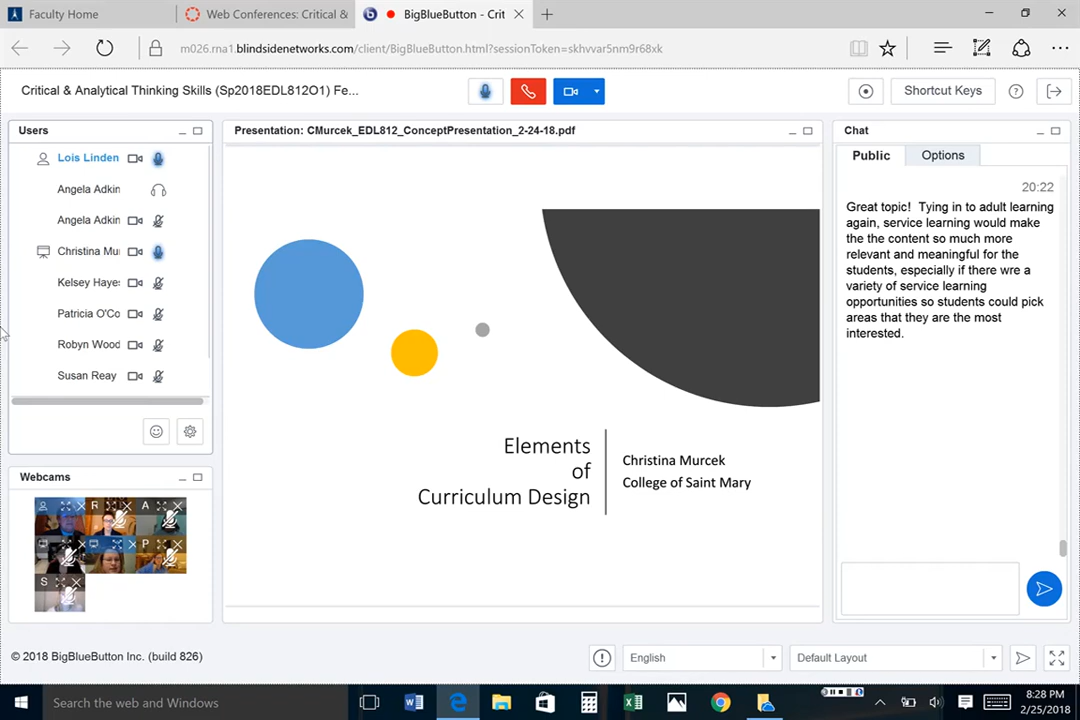 Faculty Home
Web Conferences: Critical &
BigBlueButton - Crit
m026.rna1.blindsidenetworks.com/client/BigBlueButton.html?sessionToken=skhvvar5nm9r68xk
Critical & Analytical Thinking Skills (Sp2018EDL812O1) Fe...
Shortcut Keys
Users
Lois Linden
Angela Adkin
Angela Adkin
Christina Mu
Kelsey Haye
Patricia O'Co
Robyn Wood
Susan Reay
Webcams
R
A
P
S
Presentation: CMurcek_EDL812_ConceptPresentation_2-24-18.pdf
Elements
of
Curriculum Design
Christina Murcek
College of Saint Mary
Chat
Public
Options
20:22
Great topic! Tying in to adult learning
again, service learning would make
the the content so much more
relevant and meaningful for the
students, especially if there wre a
variety of service learning
opportunities so students could pick
areas that they are the most
interested.
© 2018 BigBlueButton Inc. (build 826)
English
Default Layout
Search the web and Windows
8:28 PM
2/25/2018